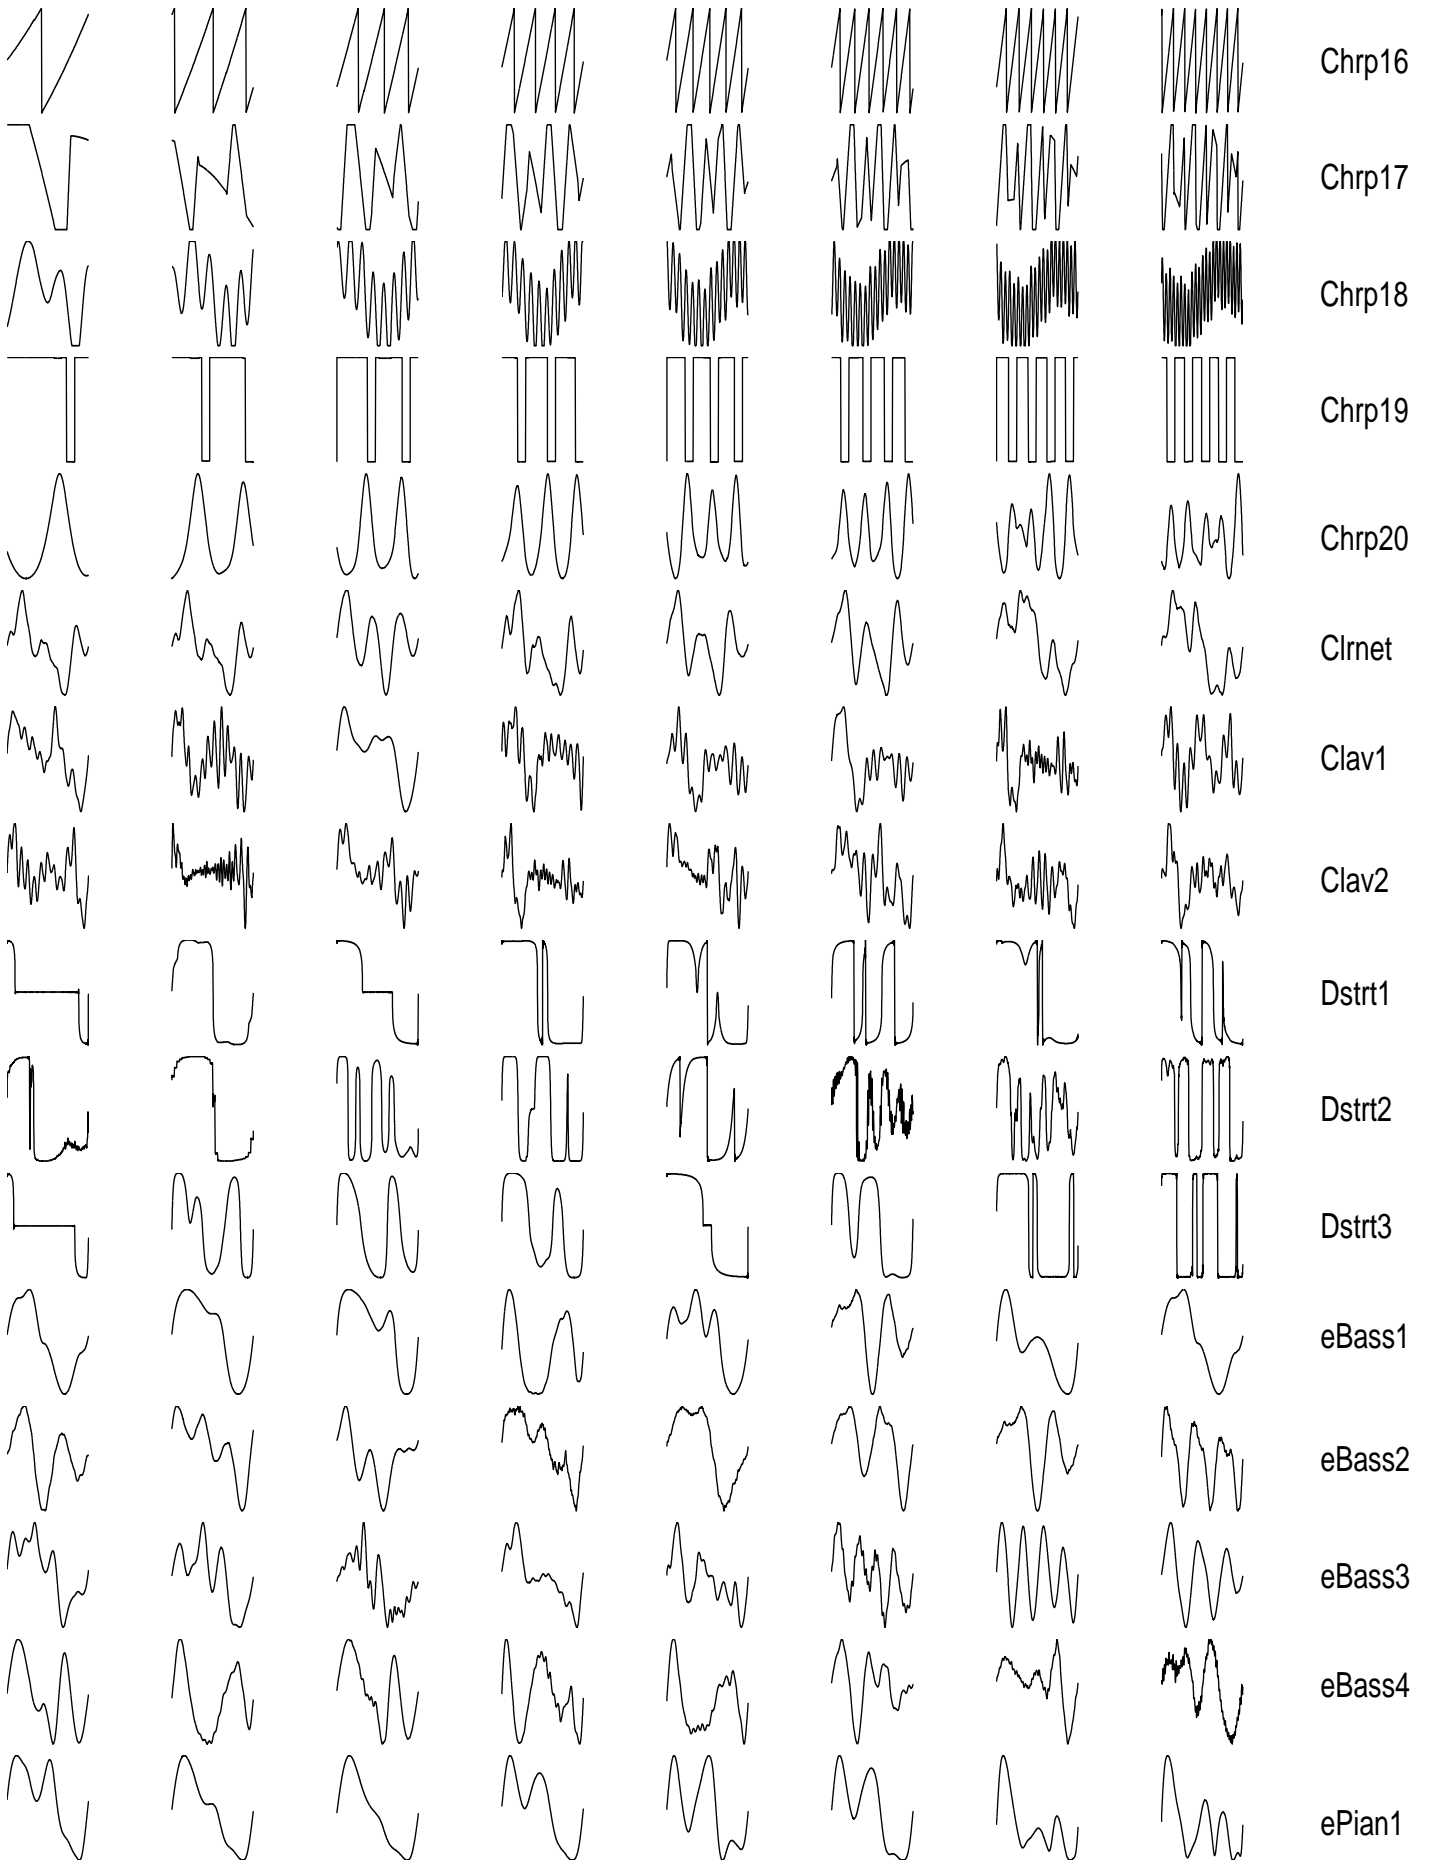 Chrp16
Chrp17
Chrp18
Chrp19
Chrp20
Clrnet
Clav1
Clav2
Dstrt1
Dstrt2
Dstrt3
eBass1
eBass2
eBass3
eBass4
ePian1